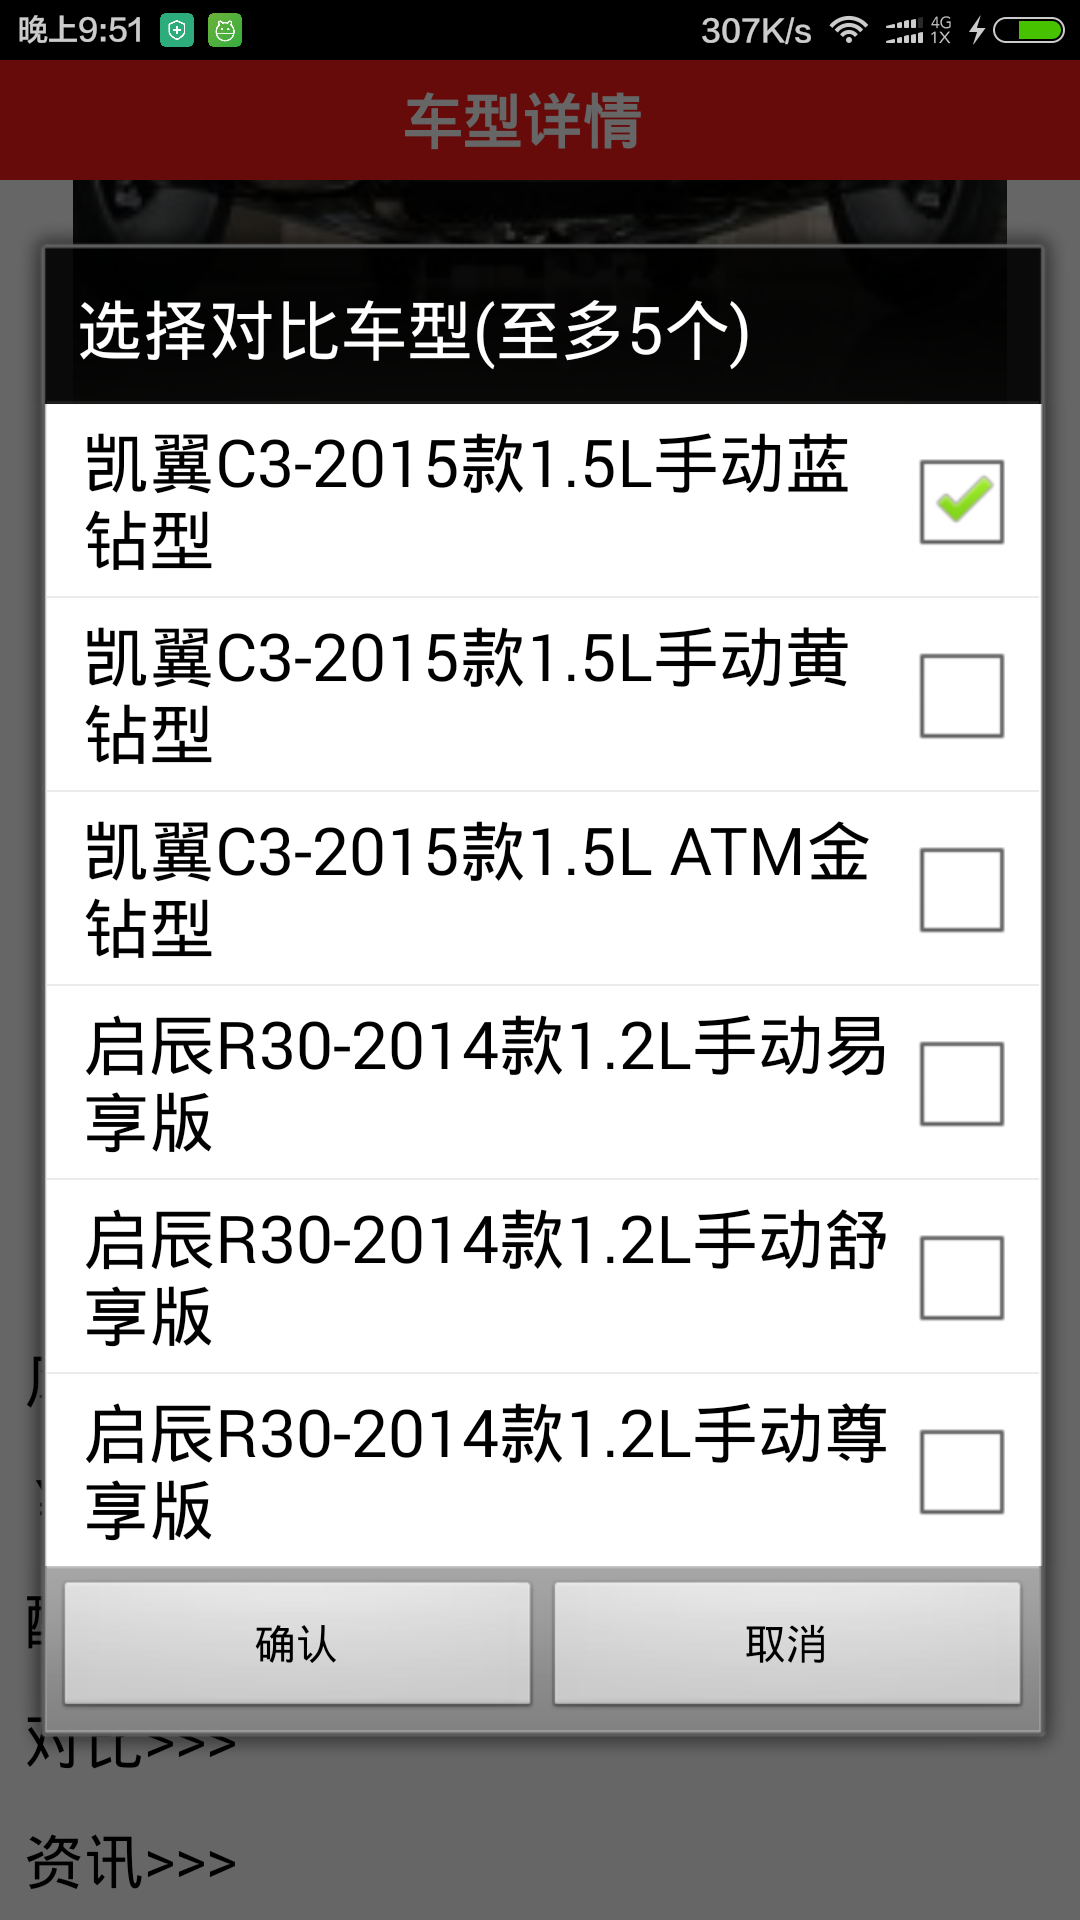 晚上9:51
307K/s
4G
1X
车型详情
选择对比车型(至多5个)
凯翼C3-2015款1.5L手动蓝
钻型
凯翼C3-2015款1.5L手动黄
钻型
凯翼C3-2015款1.5L ATM金
钻型
启辰R30-2014款1.2L手动易
享版
启辰R30-2014款1.2L手动舒
享版
启辰R30-2014款1.2L手动尊
享版
确认
取消
对比>>>
资讯>>>